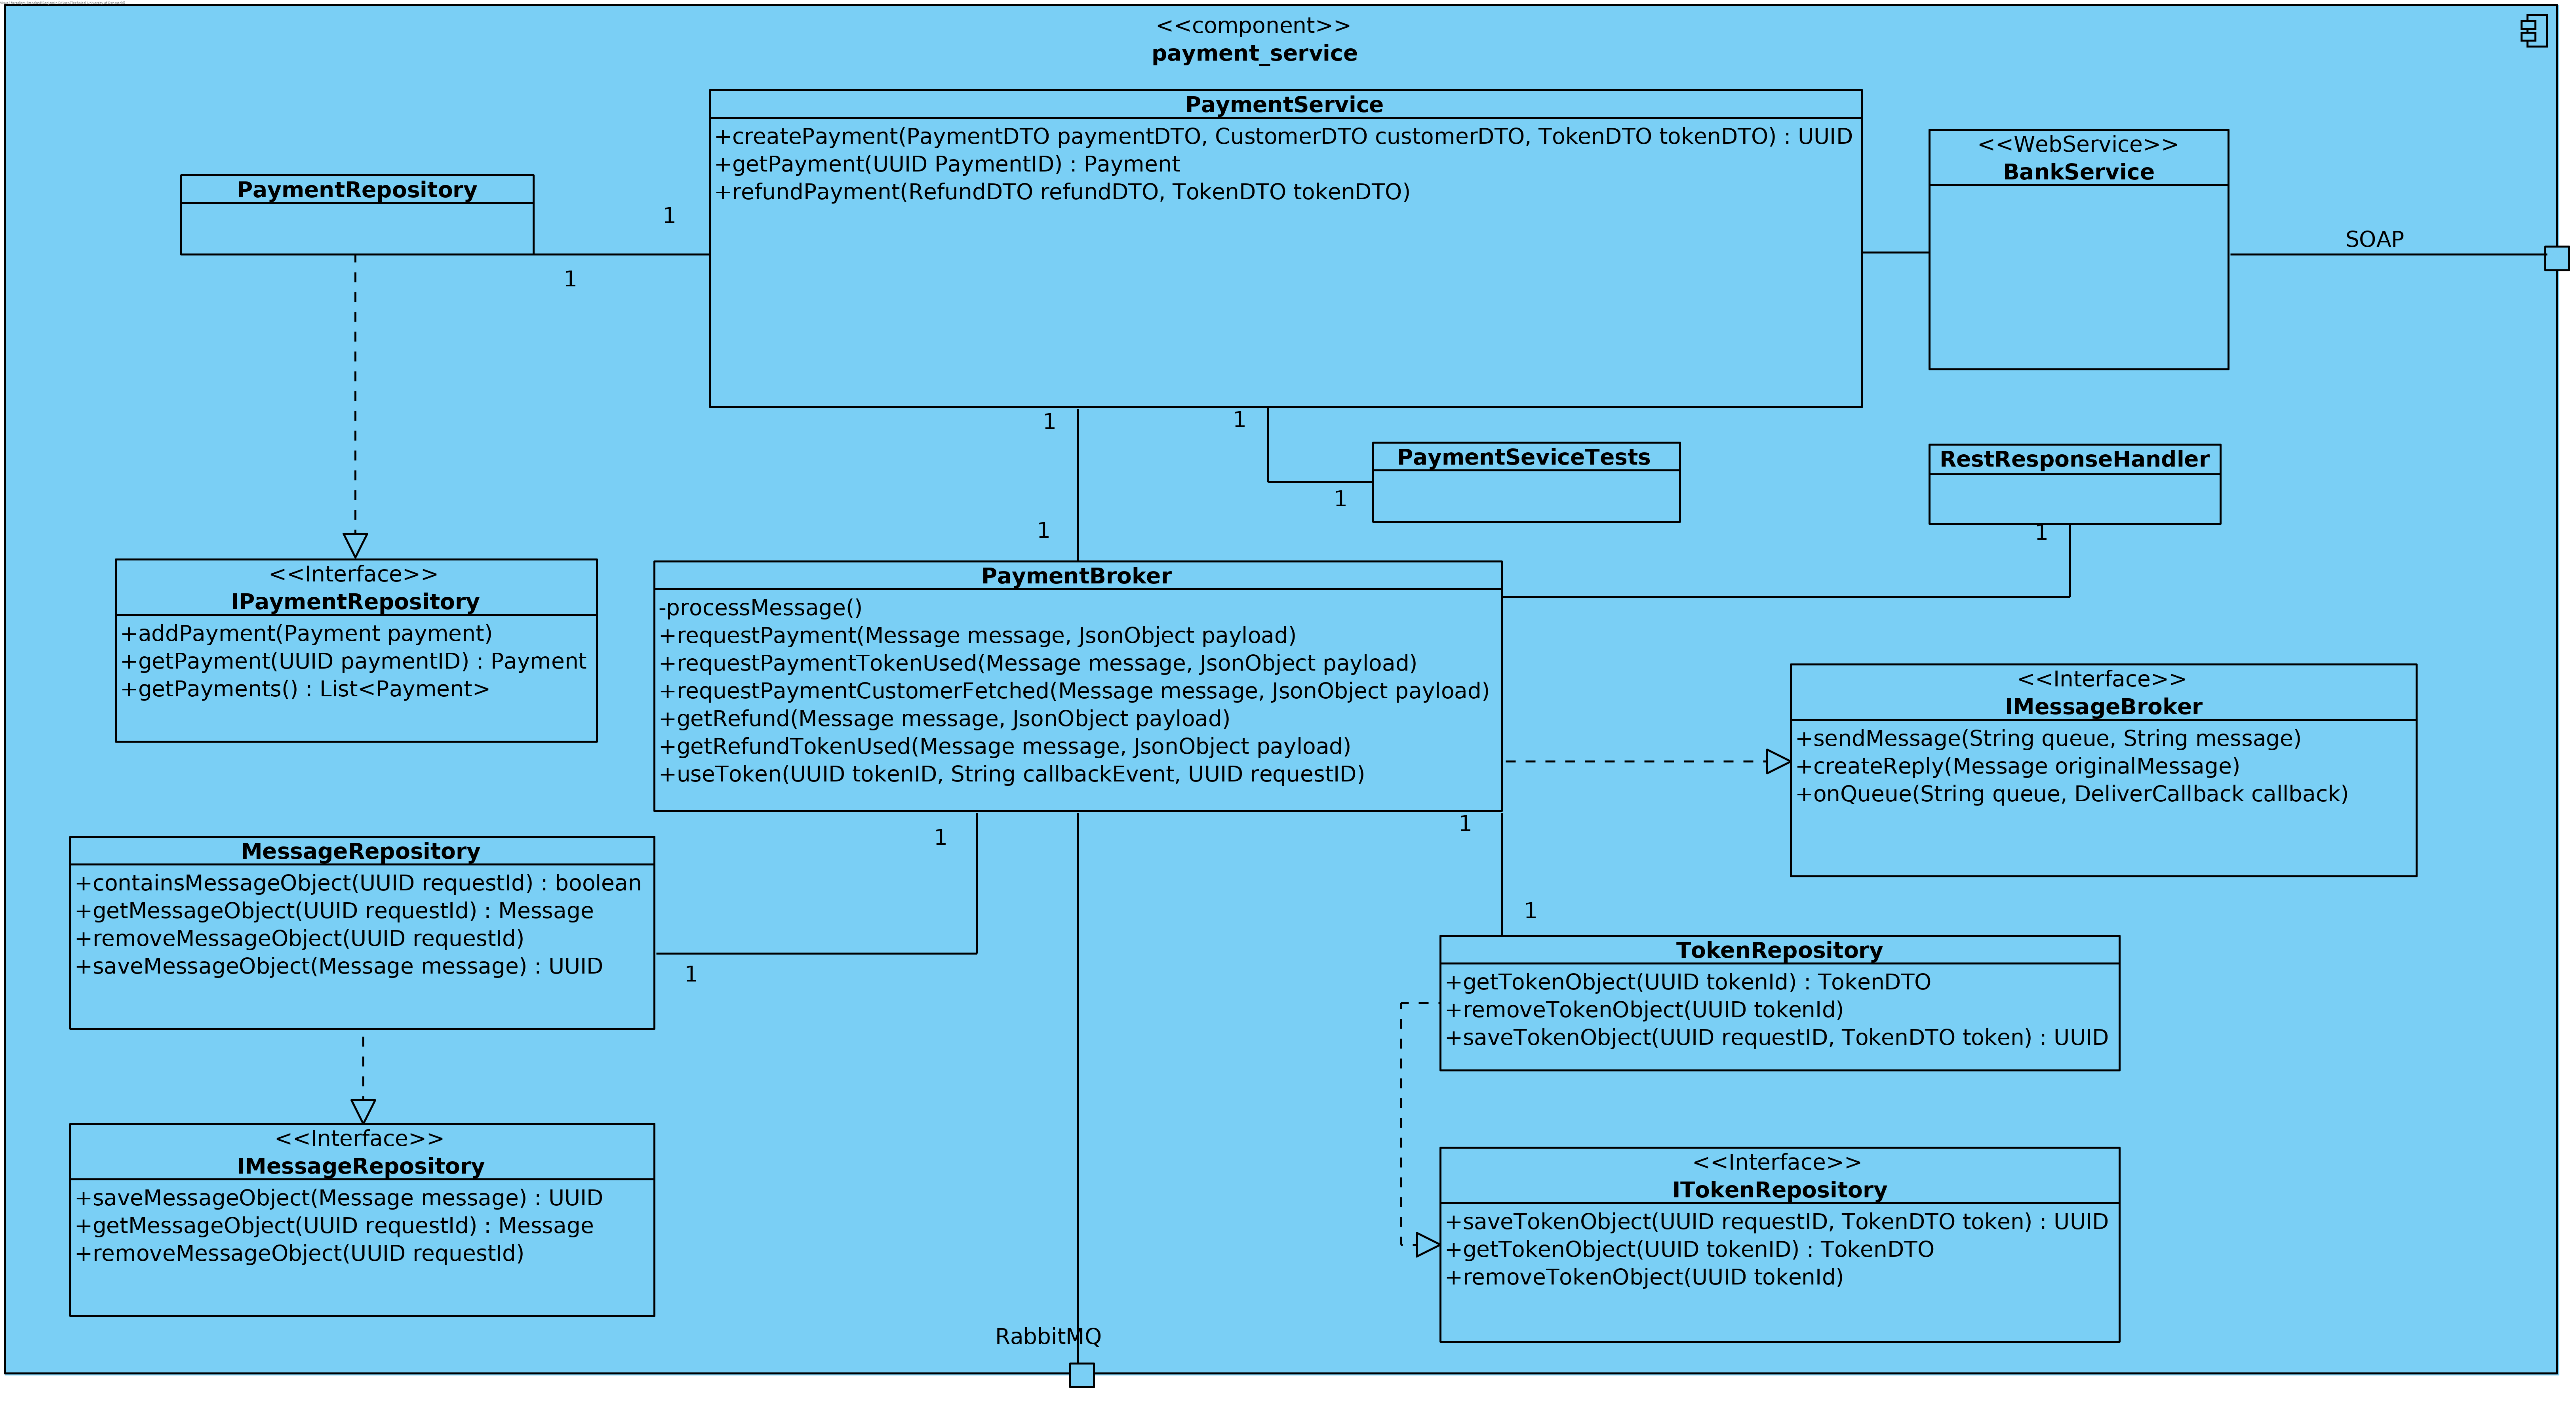 <<component>>
payment_service
PaymentService
+createPayment(PaymentDTO paymentDTO, CustomerDTO customerDTO, TokenDTO tokenDTO) : UUID
+getPayment(UUID PaymentID) : Payment
+refundPayment(RefundDTO refundDTO, TokenDTO tokenDTO)
<<WebService>>
BankService
SOAP
PaymentRepository
1
1
1
1
1
1
PaymentSeviceTests
RestResponseHandler
1
<<Interface>>
IPaymentRepository
+addPayment(Payment payment)
+getPayment(UUID paymentID) : Payment
+getPayments() : List<Payment>
PaymentBroker
-processMessage()
+requestPayment(Message message, JsonObject payload)
+requestPaymentTokenUsed(Message message, JsonObject payload)
+requestPaymentCustomerFetched(Message message, JsonObject payload)
+getRefund(Message message, JsonObject payload)
+getRefundTokenUsed(Message message, JsonObject payload)
+useToken(UUID tokenID, String callbackEvent, UUID requestID)
<<Interface>>
IMessageBroker
+sendMessage(String queue, String message)
+createReply(Message originalMessage)
+onQueue(String queue, DeliverCallback callback)
1
1
MessageRepository
+containsMessageObject(UUID requestId) : boolean
+getMessageObject(UUID requestId) : Message
+removeMessageObject(UUID requestId)
+saveMessageObject(Message message) : UUID
1
1
TokenRepository
+getTokenObject(UUID tokenId) : TokenDTO
+removeTokenObject(UUID tokenId)
+saveTokenObject(UUID requestID, TokenDTO token) : UUID
<<Interface>>
IMessageRepository
+saveMessageObject(Message message) : UUID
+getMessageObject(UUID requestId) : Message
+removeMessageObject(UUID requestId)
<<Interface>>
ITokenRepository
+saveTokenObject(UUID requestID, TokenDTO token) : UUID
+getTokenObject(UUID tokenID) : TokenDTO
+removeTokenObject(UUID tokenId)
RabbitMQ